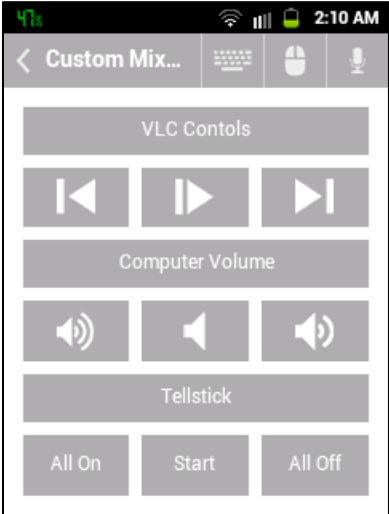 47%
2:10 AM
Custom Mix...
VLC Contols
Computer Volume
Tellstick
All On
Start
All Off